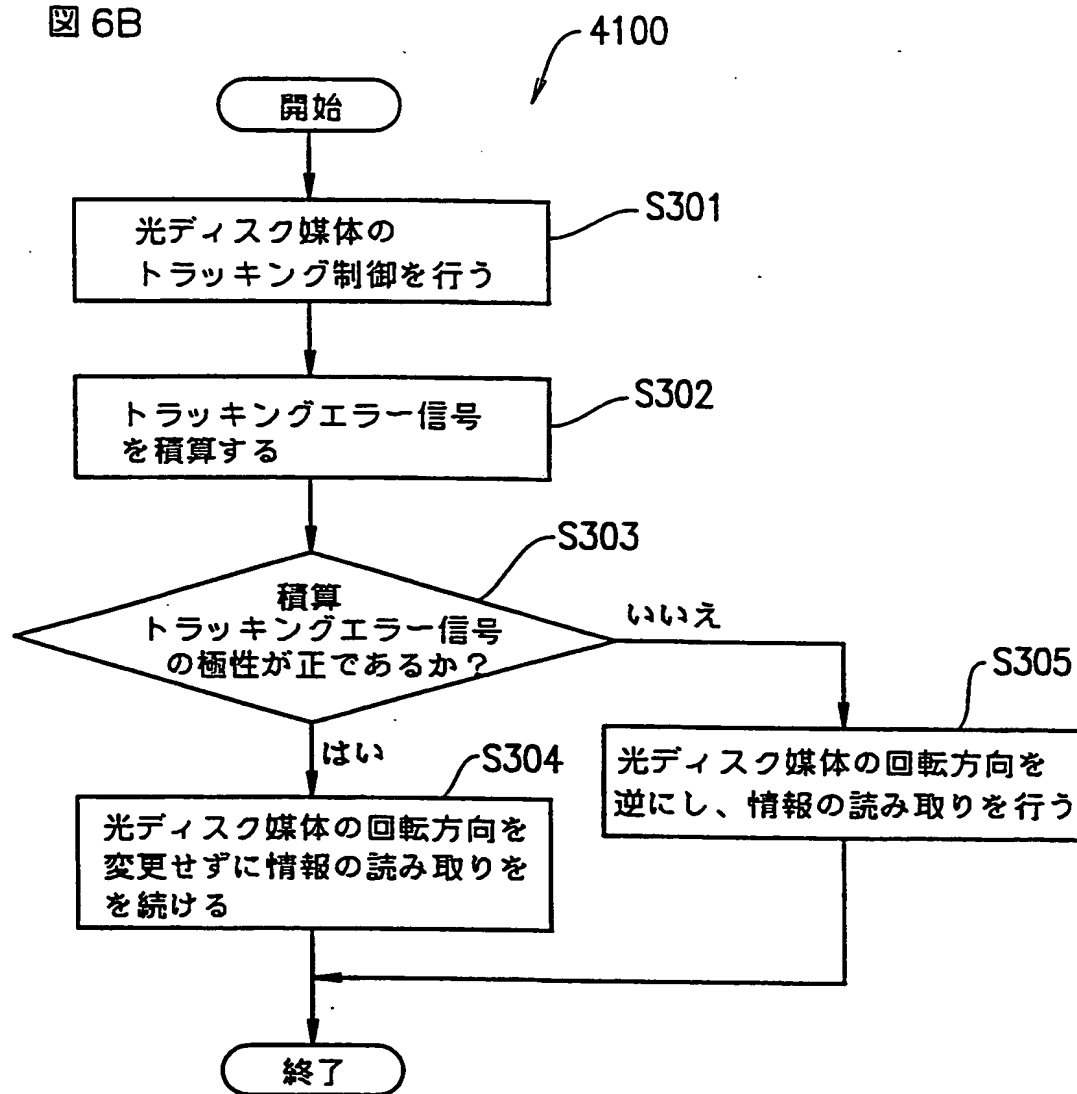 図 6B
4100
開始
S301
光ディスク媒体の
トラッキング制御を行う
S302
トラッキングエラー信号
を積算する
S303
積算
トラッキングエラー信号
の極性が正であるか?
いいえ
はい
S305
光ディスク媒体の回転方向を
逆にし、情報の読み取りを行う
S304
光ディスク媒体の回転方向を
変更せずに情報の読み取りを
を続ける
終了